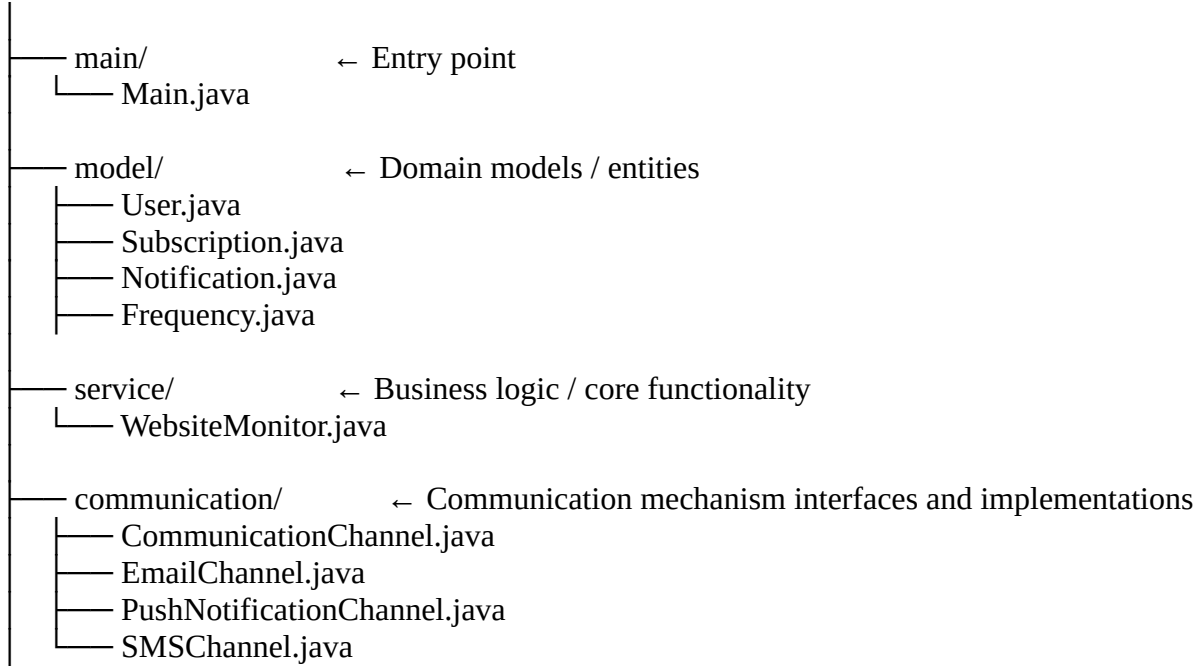 main/ ← Entry point
Main.java
model/ ← Domain models / entities
User.java
Subscription.java
Notification.java
Frequency.java
service/ ← Business logic / core functionality
WebsiteMonitor.java
communication/ ← Communication mechanism interfaces and implementations
CommunicationChannel.java
EmailChannel.java
PushNotificationChannel.java
SMSChannel.java